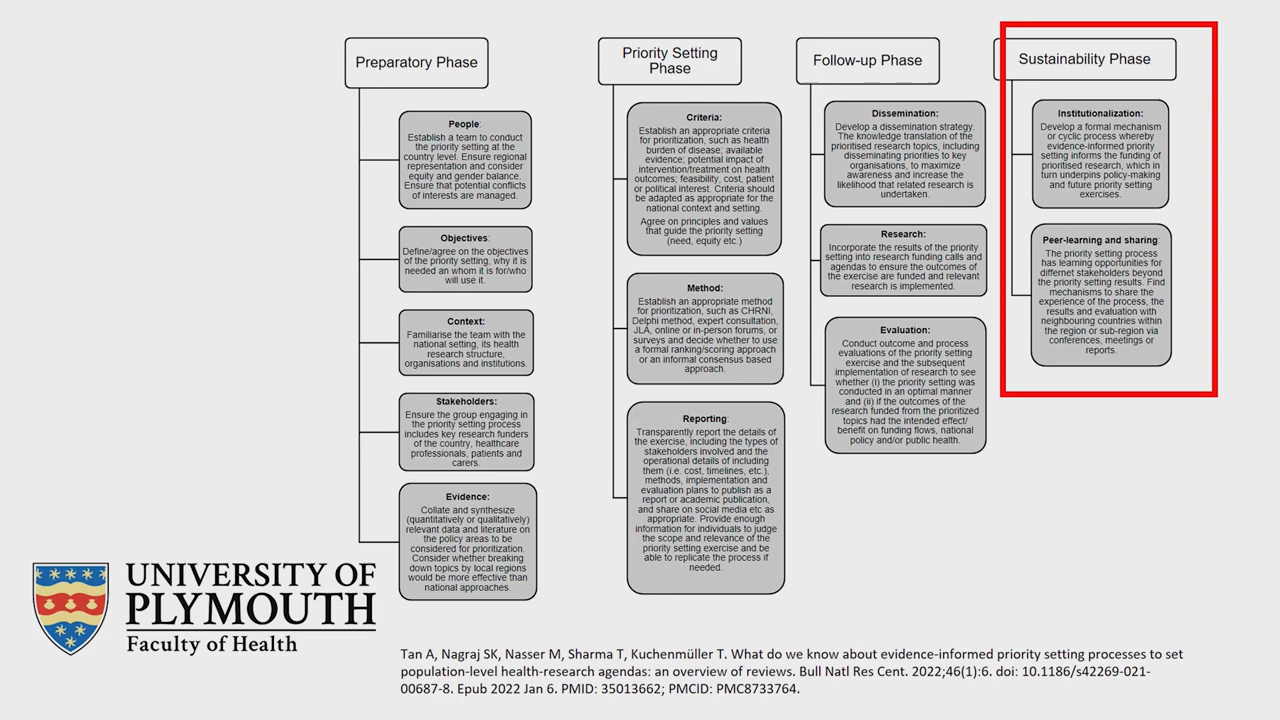 Preparatory Phase
People:
Establish a team to conduct
the priority setting at the
country level. Ensure regional
representation and consider
equity and gender balance.
Ensure that potential conflicts
of interests are managed.
Objectives:
Define/agree on the objectives
of the priority setting, why it is
needed an whom it is for/who
will use it.
Context:
Familiarise the team with the
national setting, its health
research structure,
organisations and institutions.
Stakeholders:
Ensure the group engaging in
the priority setting process
includes key research funders
of the country, healthcare
professionals, patients and
carers.
Evidence:
Collate and synthesize
(quantitatively or qualitatively)
relevant data and literature on
the policy areas to be
considered for prioritization.
Consider whether breaking
down topics by local regions
would be more effective than
national approaches.
Priority Setting
Phase
Criteria:
Establish an appropriate criteria
for prioritization, such as health
burden of disease; available
evidence; potential impact of
intervention/treatment on health
outcomes; feasibility, cost, patient
or political interest. Criteria should
be adapted as appropriate for the
national context and setting.
Agree on principles and values
that guide the priority setting
(need, equity etc.)
Method:
Establish an appropriate method
for prioritization, such as CHRNI,
Delphi method, expert consultation,
JLA, online or in-person forums, or
surveys and decide whether to use
a formal ranking/scoring approach
or an informal consensus based
approach.
Reporting:
Transparently report the details of
the exercise, including the types of
stakeholders involved and the
operational details of including
them (i.e. cost, timelines, etc.),
methods, implementation and
evaluation plans to publish as a
report or academic publication,
and share on social media etc as
appropriate. Provide enough
information for individuals to judge
the scope and relevance of the
priority setting exercise and be
able to replicate the process if
needed.
Follow-up Phase
Dissemination:
Develop a dissemination strategy.
The knowledge translation of the
prioritised research topics, including
disseminating priorities to key
organisations, to maximize
awareness and increase the
likelihood that related research is
undertaken.
Research:
Incorporate the results of the priority
setting into research funding calls and
agendas to ensure the outcomes of
the exercise are funded and relevant
research is implemented.
Evaluation:
Conduct outcome and process
evaluations of the priority setting
exercise and the subsequent
implementation of research to see
whether (i) the priority setting was
conducted in an optimal manner
and (ii) if the outcomes of the
research funded from the prioritized
topics had the intended effect/
benefit on funding flows, national
policy and/or public health.
Sustainability Phase
Institutionalization:
Develop a formal mechanism
or cyclic process whereby
evidence-informed priority
setting informs the funding of
prioritised research, which in
turn underpins policy-making
and future priority setting
exercises.
Peer-learning and sharing:
The priority setting process
has learning opportunities for
differnet stakeholders beyond
the priority setting results. Find
mechanisms to share the
experience of the process, the
results and evaluation with
neighbouring countries within
the region or sub-region via
conferences, meetings or
reports.
UNIVERSITY OF
PLYMOUTH
Faculty of Health
Tan A, Nagraj SK, Nasser M, Sharma T, Kuchenmüller T. What do we know about evidence-informed priority setting processes to set
population-level health-research agendas: an overview of reviews. Bull Natl Res Cent. 2022;46(1):6. doi: 10.1186/s42269-021-
00687-8. Epub 2022 Jan 6. PMID: 35013662; PMCID: PMC8733764.